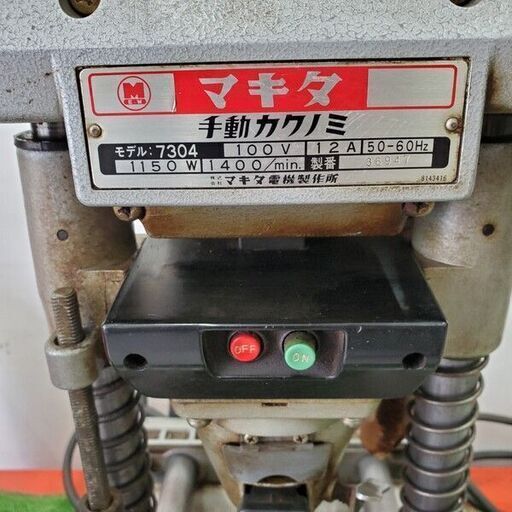 M
E.W
マキタ
手動カクノミ
モデル: 7304 100V 12A 50-60Hz
1150W 1400/min. 製番 36947
株式会社 マキタ電機製作所
8143416
OFF ON